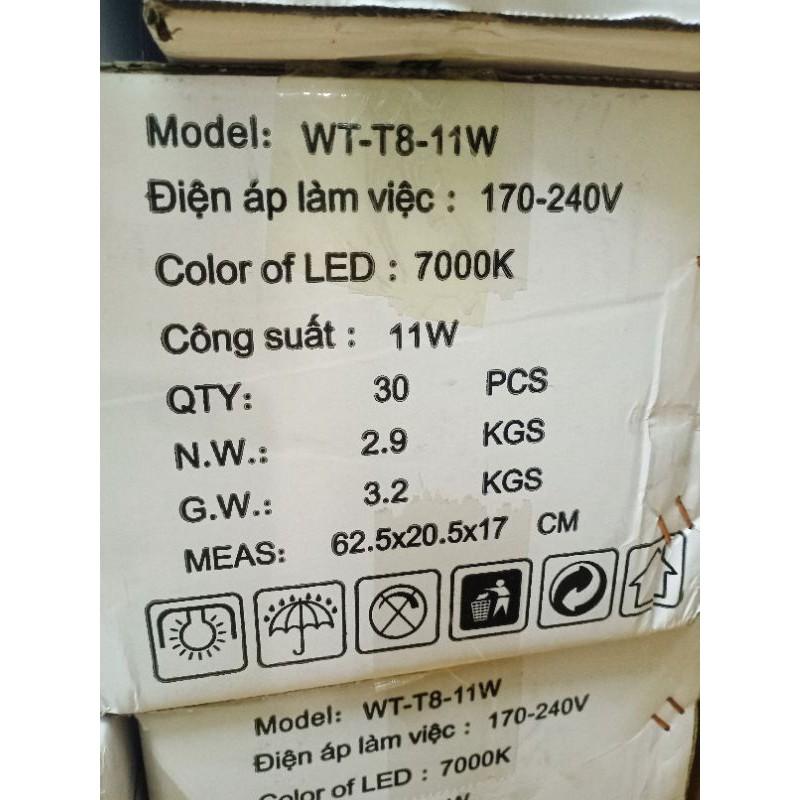 Model: WT-T8-11W
Điện áp làm việc : 170-240V
Color of LED : 7000K
Công suất : 11W
QTY: 30 PCS
N.W.: 2.9 KGS
G.W.: 3.2 KGS
MEAS: 62.5x20.5x17 CM
Model: WT-T8-11W
Điện áp làm việc : 170-240V
Color of LED : 7000K